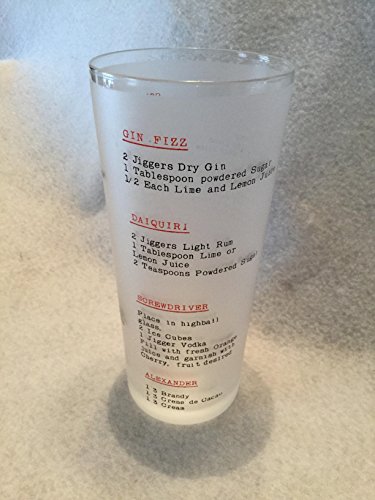 GIN FIZZ
2 Jiggers Dry Gin
1 Tablespoon powdered Sugar
1/2 Each Lime and Lemon Juice
DAIQUIRI
2 Jiggers Light Rum
1 Tablespoon Lime or
Lemon Juice
2 Teaspoons Powdered Sugar
SCREWDRIVER
Place in highball
glass.
2 Ice Cubes
1 Jigger Vodka
Fill with fresh Orange
Juice and garnish with
Cherry, fruit desired
ALEXANDER
1 3 Brandy
1 3 Creme de Cacao
1 3 Cream